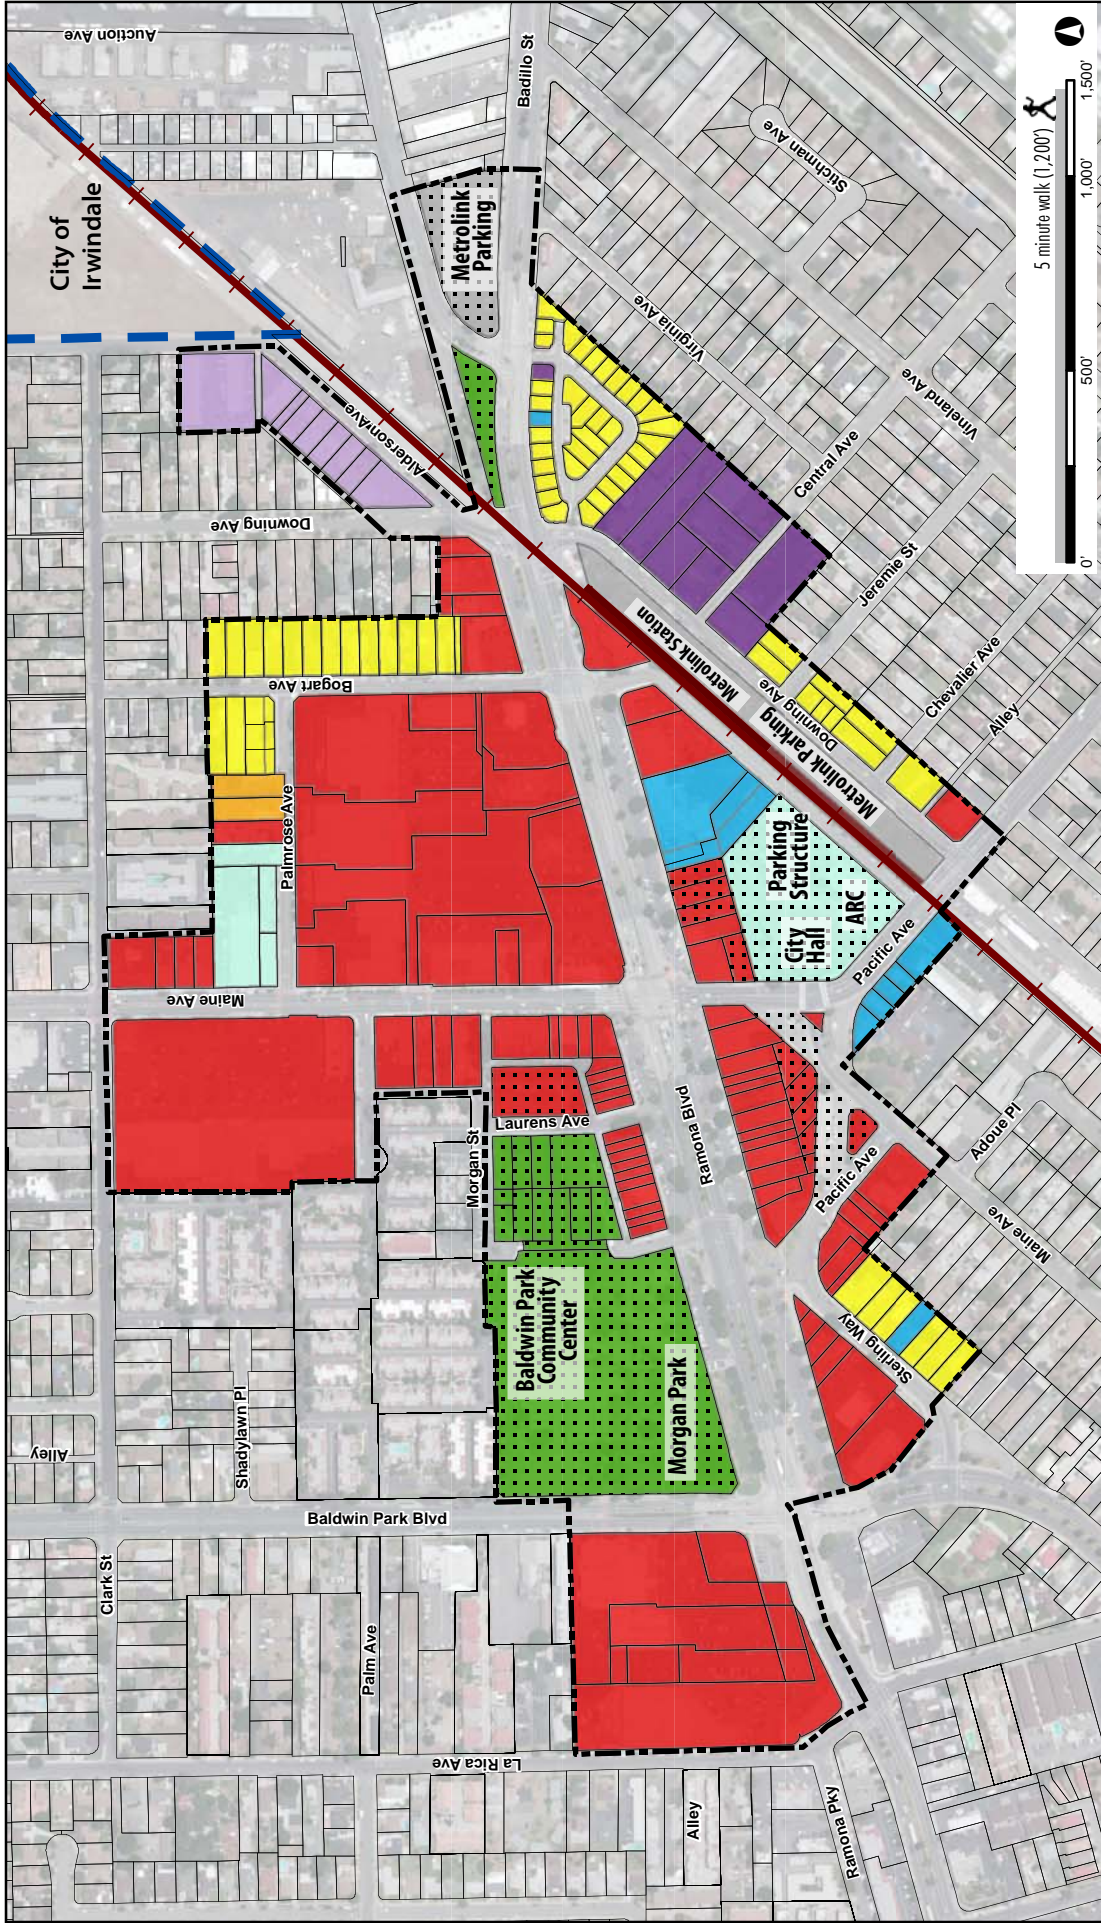 Auction Ave
Badillo St
City of
Irwindale
Metrolink
Parking
Stichman Ave
5 minute walk (1,200')
0'
500'
1,000'
1,500'
Virginia Ave
Vineland Ave
Central Ave
Alderson Ave
Downing Ave
Jeremie St
Chevalier Ave
Alley
Metrolink Station
Downing Ave
Metrolink Parking
Bogart Ave
Palmrose Ave
Parking
Structure
City
Hall
ARC
Pacific Ave
Maine Ave
Laurens Ave
Ramona Blvd
Morgan St
Adoue Pl
Pacific Ave
Maine Ave
Baldwin Park
Community
Center
Morgan Park
Sterling Way
Shadylawn Pl
Alley
Baldwin Park Blvd
Clark St
Palm Ave
La Rica Ave
Alley
Ramona Pky